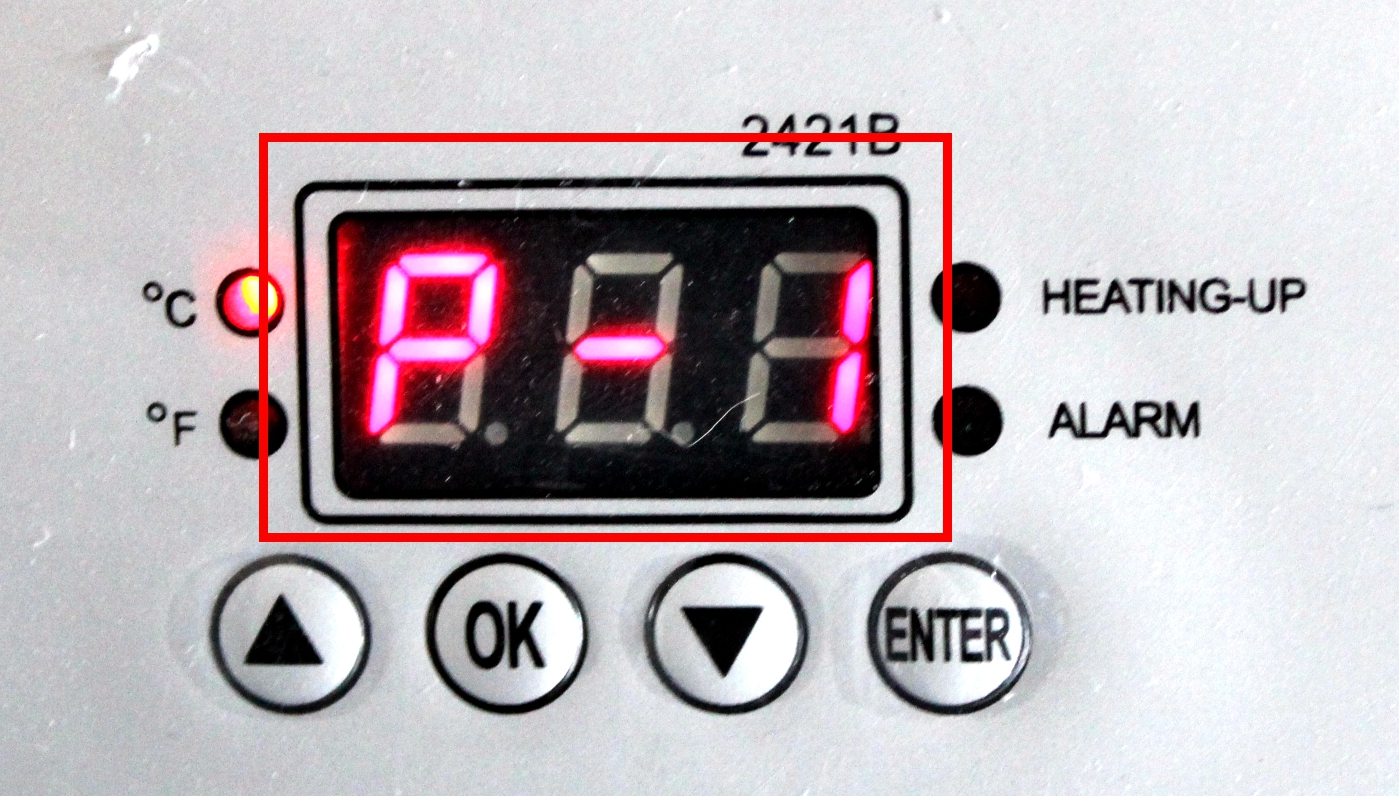 2421B
°C P-1 HEATING-UP
°F ALARM
▲ OK ▼ ENTER